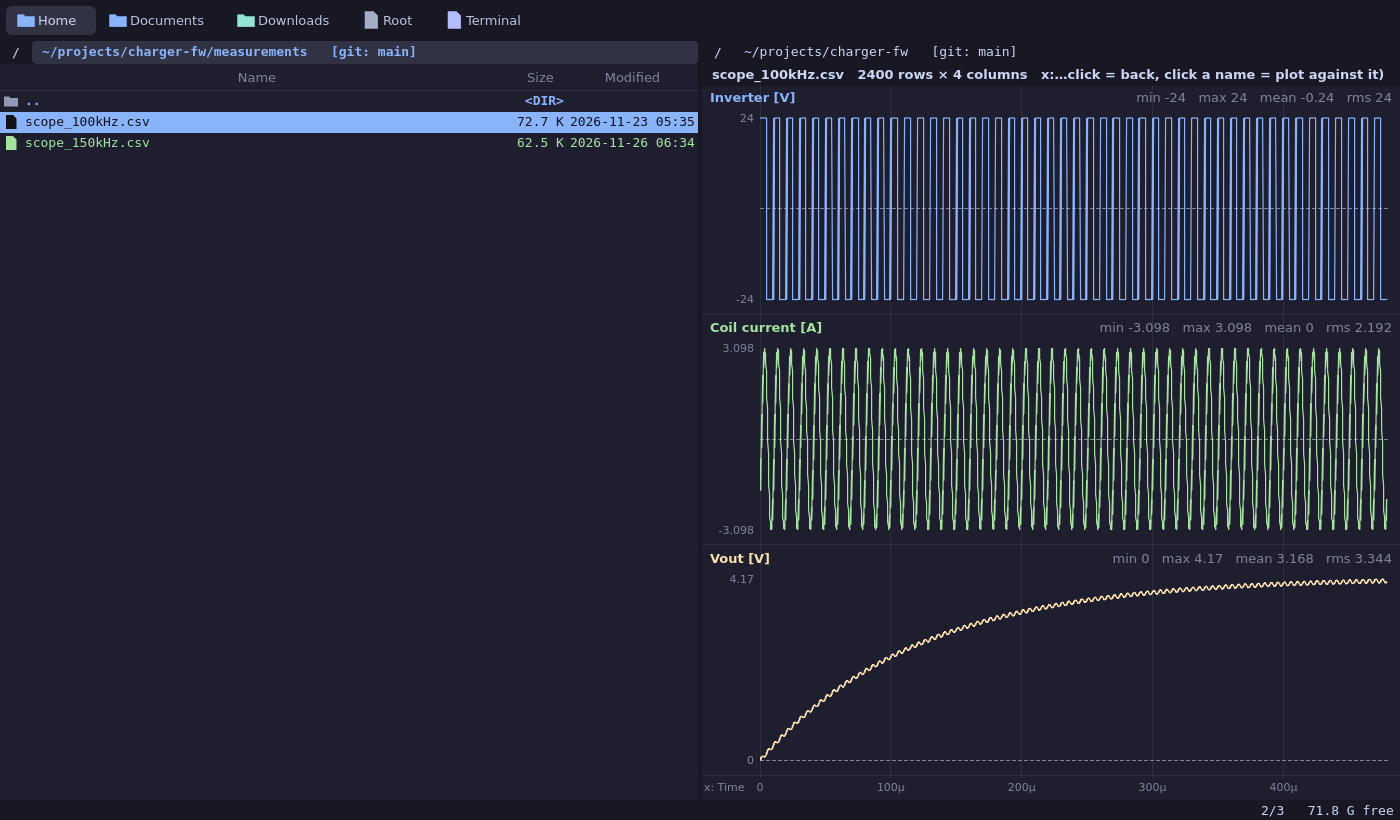 Home Documents Downloads Root Terminal
/ ~/projects/charger-fw/measurements [git: main]
Name Size Modified
.. <DIR>
scope_100kHz.csv 72.7 K 2026-11-23 05:35
scope_150kHz.csv 62.5 K 2026-11-26 06:34
/ ~/projects/charger-fw [git: main]
scope_100kHz.csv 2400 rows × 4 columns x:…click = back, click a name = plot against it)
Inverter [V] min -24 max 24 mean -0.24 rms 24
24
-24
Coil current [A] min -3.098 max 3.098 mean 0 rms 2.192
3.098
-3.098
Vout [V] min 0 max 4.17 mean 3.168 rms 3.344
4.17
0
x: Time 0 100µ 200µ 300µ 400µ
2/3 71.8 G free